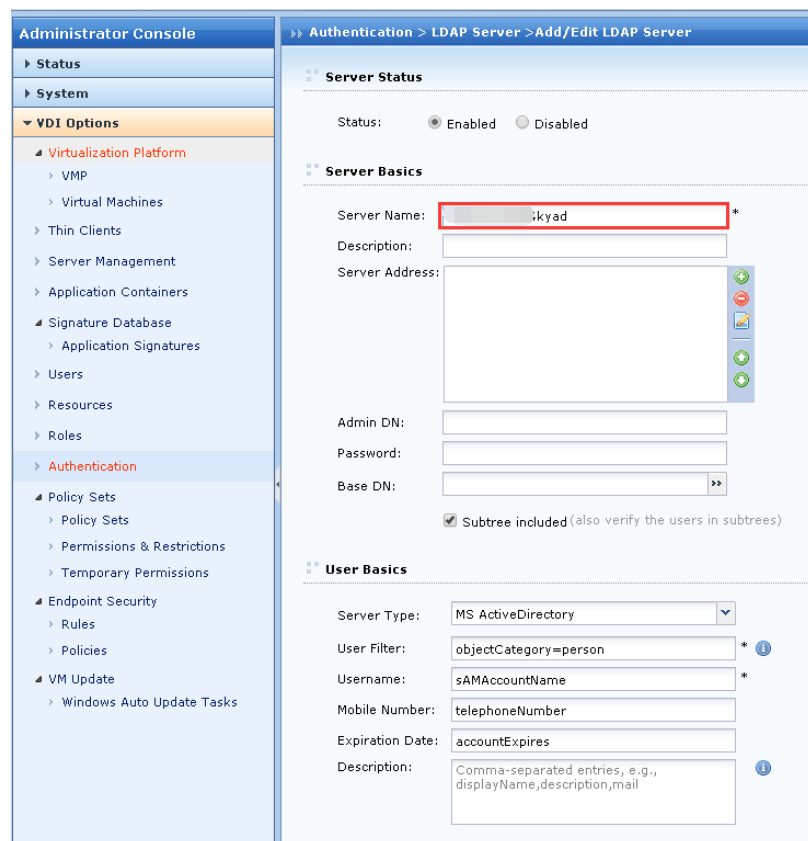 Administrator Console
Status
System
VDI Options
Virtualization Platform
VMP
Virtual Machines
Thin Clients
Server Management
Application Containers
Signature Database
Application Signatures
Users
Resources
Roles
Authentication
Policy Sets
Policy Sets
Permissions & Restrictions
Temporary Permissions
Endpoint Security
Rules
Policies
VM Update
Windows Auto Update Tasks
Authentication > LDAP Server >Add/Edit LDAP Server
Server Status
Status: Enabled Disabled
Server Basics
Server Name: *
Description:
Server Address:
Admin DN:
Password:
Base DN:
Subtree included (also verify the users in subtrees)
User Basics
Server Type: MS ActiveDirectory
User Filter: objectCategory=person *
Username: sAMAccountName *
Mobile Number: telephoneNumber
Expiration Date: accountExpires
Description: Comma-separated entries, e.g.,
displayName,description,mail